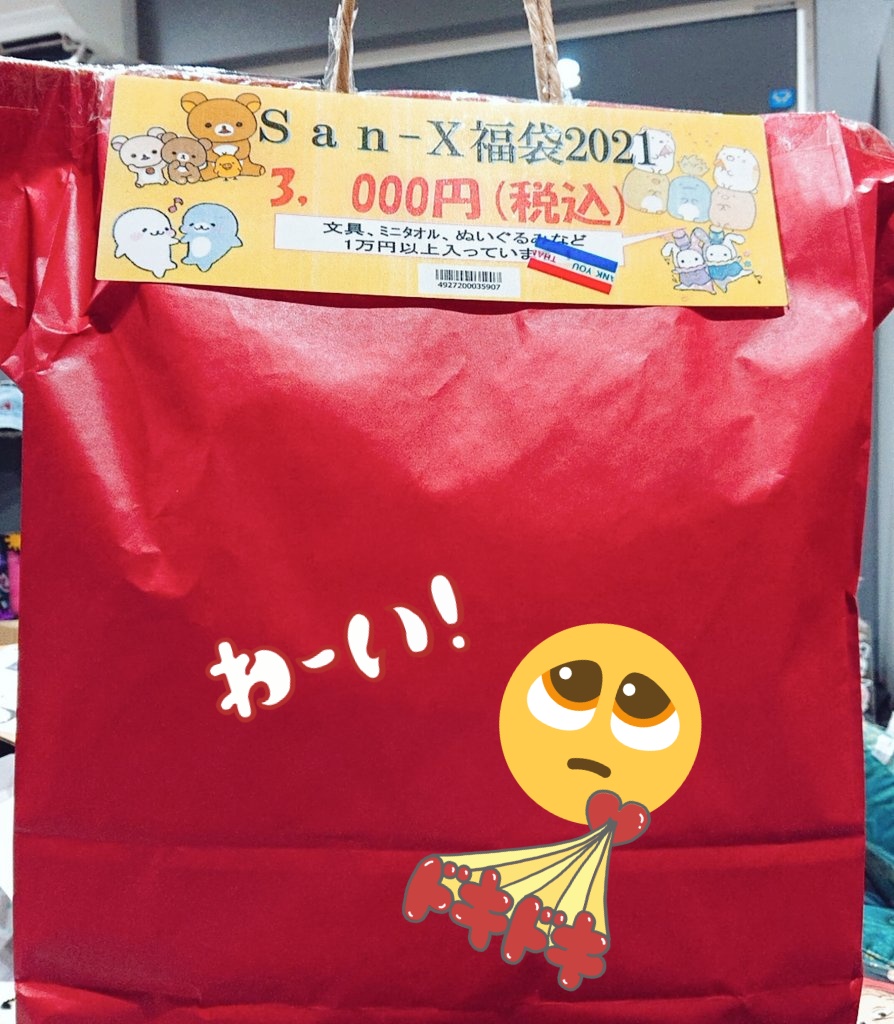 San-X福袋2021
3,000円(税込)
文具、ミニタオル、ぬいぐるみなど
1万円以上入っていま
THANK YOU
4927200035907
わーい!
ドキドキ